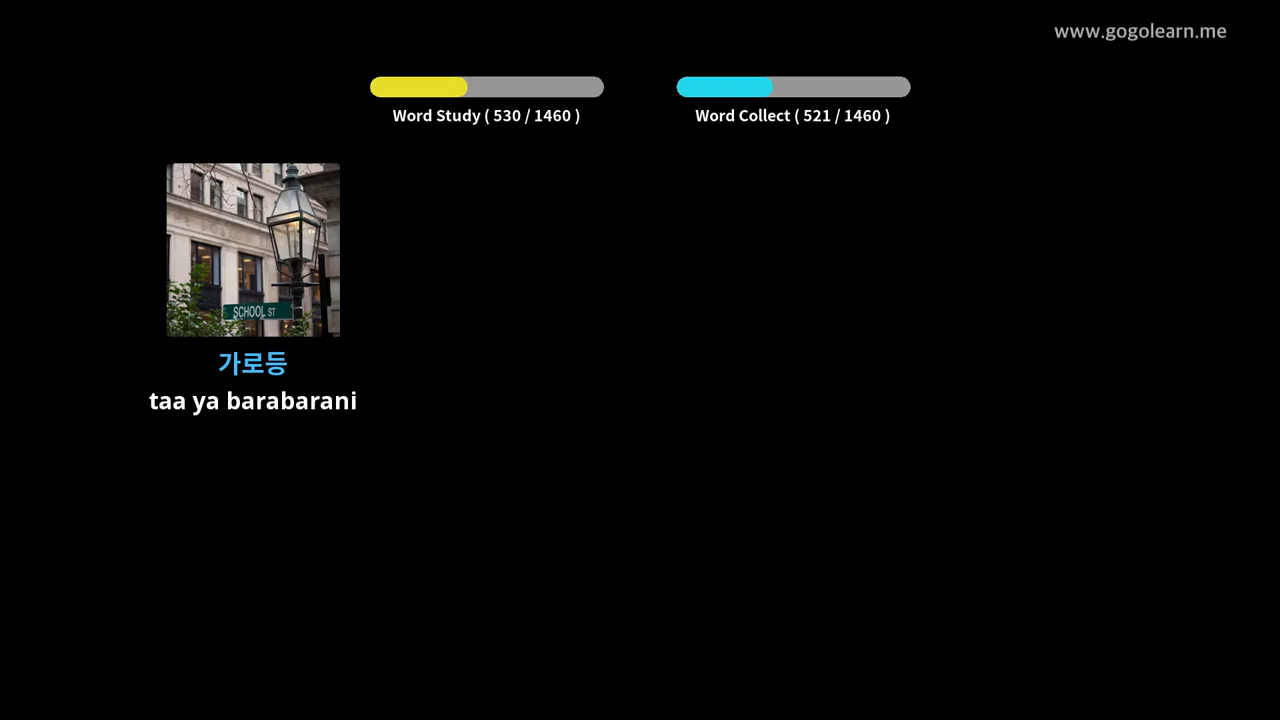 www.gogolearn.me
Word Study ( 530 / 1460 )
Word Collect ( 521 / 1460 )
SCHOOL ST
가로등
taa ya barabarani